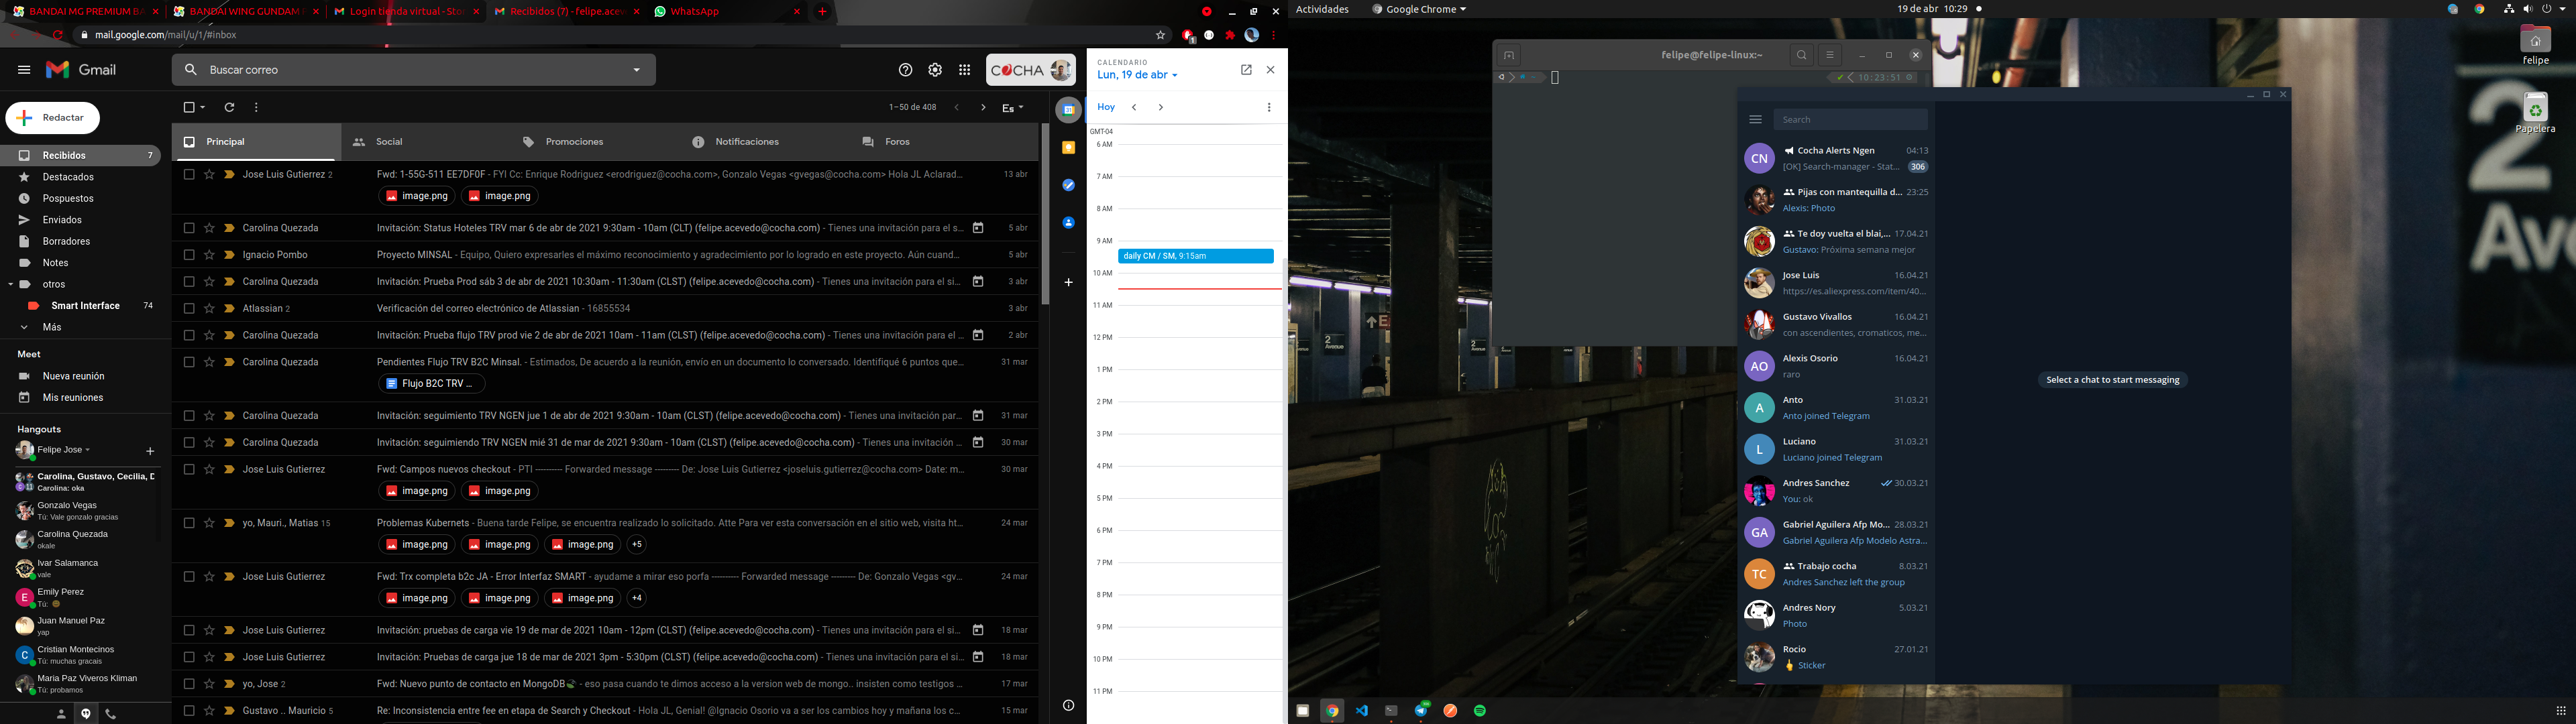 BANDAI MG PREMIUM BA
BANDAI WING GUNDAM
Login tienda virtual - Sto
Recibidos (7) - felipe.ace
WhatsApp
mail.google.com/mail/u/1/#inbox
Gmail
Buscar correo
COCHA
Redactar
1–50 de 408
Es
Recibidos 7
Destacados
Pospuestos
Enviados
Borradores
Notes
otros
Smart Interface 74
Más
Meet
Nueva reunión
Mis reuniones
Hangouts
Felipe Jose
Carolina, Gustavo, Cecilia, D
Carolina: oka
Gonzalo Vegas
Tú: Vale gonzalo gracias
Carolina Quezada
okale
Ivar Salamanca
vale
Emily Perez
Tú:
Juan Manuel Paz
yap
Cristian Montecinos
Tú: muchas gracais
Maria Paz Viveros Kliman
Tú: probamos
Principal
Social
Promociones
Notificaciones
Foros
Jose Luis Gutierrez 2 Fwd: 1-55G-511 EE7DF0F - FYI Cc: Enrique Rodriguez <erodriguez@cocha.com>, Gonzalo Vegas <gvegas@cocha.com> Hola JL Aclarad... 13 abr
image.png image.png
Carolina Quezada Invitación: Status Hoteles TRV mar 6 de abr de 2021 9:30am - 10am (CLT) (felipe.acevedo@cocha.com) - Tienes una invitación para el s... 5 abr
Ignacio Pombo Proyecto MINSAL - Equipo, Quiero expresarles el máximo reconocimiento y agradecimiento por lo logrado en este proyecto. Aún cuand... 5 abr
Carolina Quezada Invitación: Prueba Prod sáb 3 de abr de 2021 10:30am - 11:30am (CLST) (felipe.acevedo@cocha.com) - Tienes una invitación para el si... 3 abr
Atlassian 2 Verificación del correo electrónico de Atlassian - 16855534 3 abr
Carolina Quezada Invitación: Prueba flujo TRV prod vie 2 de abr de 2021 10am - 11am (CLST) (felipe.acevedo@cocha.com) - Tienes una invitación para el ... 2 abr
Carolina Quezada Pendientes Flujo TRV B2C Minsal. - Estimados, De acuerdo a la reunión, envío en un documento lo conversado. Identifiqué 6 puntos que... 31 mar
Flujo B2C TRV ...
Carolina Quezada Invitación: seguimiento TRV NGEN jue 1 de abr de 2021 9:30am - 10am (CLST) (felipe.acevedo@cocha.com) - Tienes una invitación par... 31 mar
Carolina Quezada Invitación: seguimiendo TRV NGEN mié 31 de mar de 2021 9:30am - 10am (CLST) (felipe.acevedo@cocha.com) - Tienes una invitación ... 30 mar
Jose Luis Gutierrez Fwd: Campos nuevos checkout - PTI ---------- Forwarded message --------- De: Jose Luis Gutierrez <joseluis.gutierrez@cocha.com> Date: m... 30 mar
image.png image.png
yo, Mauri., Matias 15 Problemas Kubernets - Buena tarde Felipe, se encuentra realizado lo solicitado. Atte Para ver esta conversación en el sitio web, visita ht... 24 mar
image.png image.png image.png +5
Jose Luis Gutierrez Fwd: Trx completa b2c JA - Error Interfaz SMART - ayudame a mirar eso porfa ---------- Forwarded message --------- De: Gonzalo Vegas <gv... 24 mar
image.png image.png image.png +4
Jose Luis Gutierrez Invitación: pruebas de carga vie 19 de mar de 2021 10am - 12pm (CLST) (felipe.acevedo@cocha.com) - Tienes una invitación para el si... 18 mar
Jose Luis Gutierrez Invitación: Pruebas de carga jue 18 de mar de 2021 3pm - 5:30pm (CLST) (felipe.acevedo@cocha.com) - Tienes una invitación para el s... 18 mar
yo, Jose 2 Fwd: Nuevo punto de contacto en MongoDB - eso pasa cuando te dimos acceso a la version web de mongo.. insisten como testigos ... 17 mar
Gustavo .. Mauricio 5 Re: Inconsistencia entre fee en etapa de Search y Checkout - Hola JL, Genial! @Ignacio Osorio va a ser los cambios hoy y mañana los c... 15 mar
CALENDARIO
Lun, 19 de abr
Hoy
GMT-04
6 AM
7 AM
8 AM
9 AM
daily CM / SM, 9:15am
10 AM
11 AM
12 PM
1 PM
2 PM
3 PM
4 PM
5 PM
6 PM
7 PM
8 PM
9 PM
10 PM
11 PM
Actividades
Google Chrome
19 de abr 10:29
felipe
Papelera
felipe@felipe-linux:~
10:23:51
Search
Cocha Alerts Ngen 04:13
[OK] Search-manager - Stat... 306
Pijas con mantequilla d... 23:25
Alexis: Photo
Te doy vuelta el blai,... 17.04.21
Gustavo: Próxima semana mejor
Jose Luis 16.04.21
https://es.aliexpress.com/item/40...
Gustavo Vivallos 16.04.21
con ascendientes, cromaticos, me...
AO Alexis Osorio 16.04.21
raro
A Anto 31.03.21
Anto joined Telegram
L Luciano 31.03.21
Luciano joined Telegram
Andres Sanchez 30.03.21
You: ok
GA Gabriel Aguilera Afp Mo... 28.03.21
Gabriel Aguilera Afp Modelo Astra...
TC Trabajo cocha 8.03.21
Andres Sanchez left the group
Andres Nory 5.03.21
Photo
Rocio 27.01.21
Sticker
Select a chat to start messaging
2
Avenue
E
2
Av